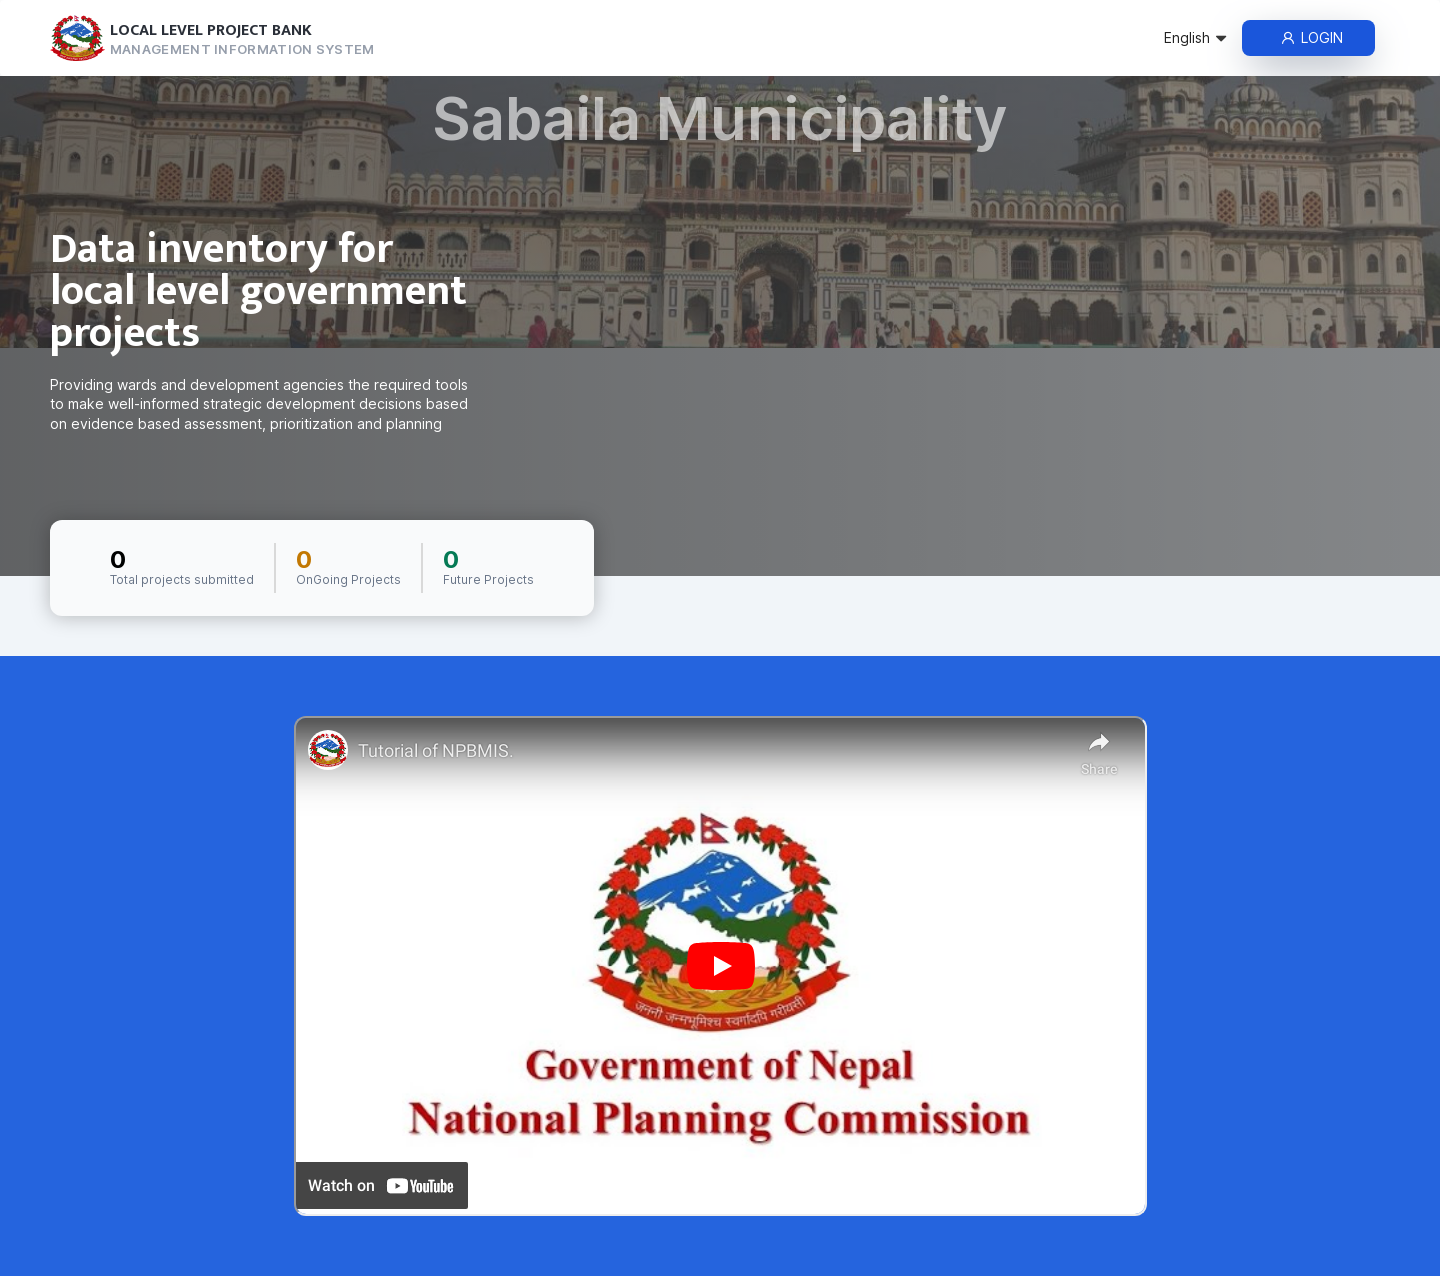 LOCAL LEVEL PROJECT BANK
MANAGEMENT INFORMATION SYSTEM
English
LOGIN
Sabaila Municipality
Data inventory for
local level government
projects
Providing wards and development agencies the required tools
to make well-informed strategic development decisions based
on evidence based assessment, prioritization and planning
0
Total projects submitted
0
OnGoing Projects
0
Future Projects
Tutorial of NPBMIS.
Share
जननी जन्मभूमिश्च स्वर्गादपि गरीयसी
Government of Nepal
National Planning Commission
Watch on YouTube